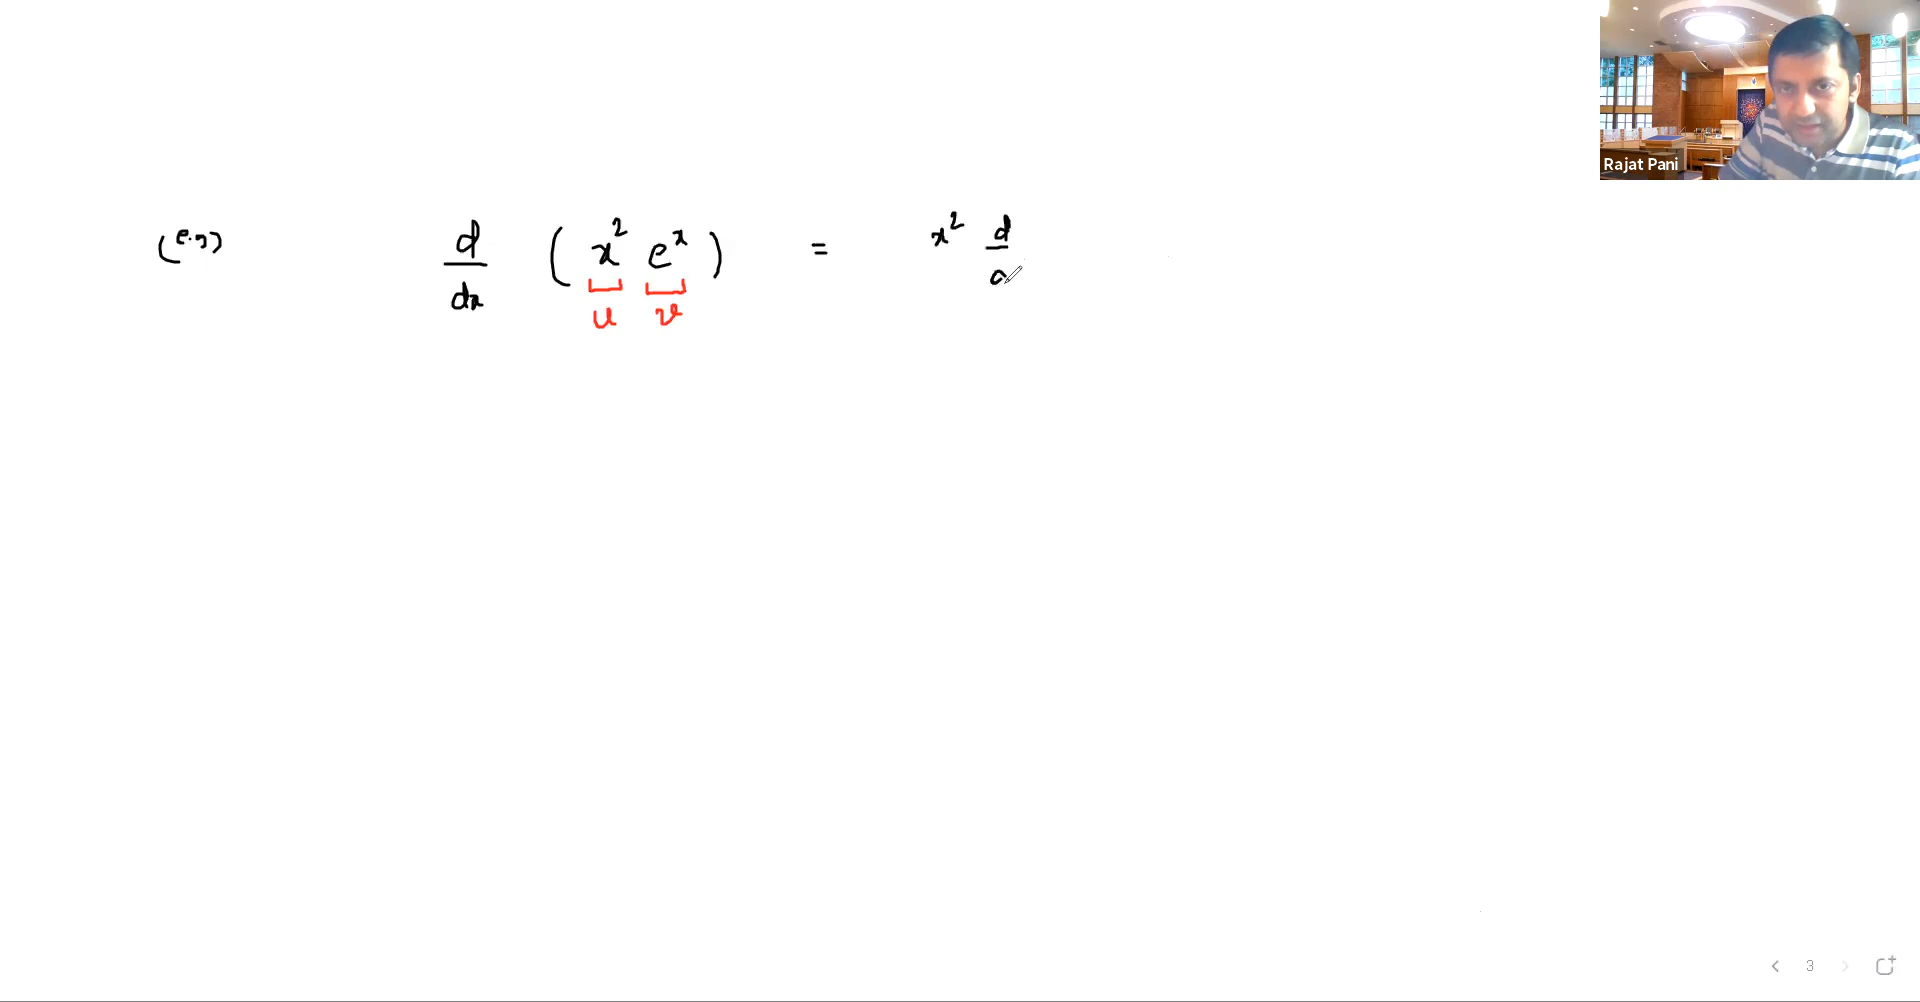 Rajat Pani
(e.g) d/dx (x² eˣ) = x² d/
u v
3